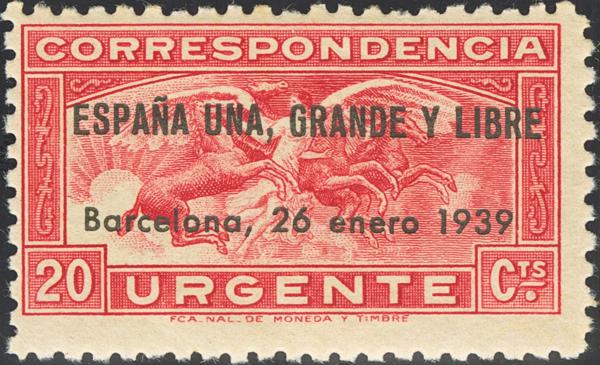 CORRESPONDENCIA
ESPAÑA UNA, GRANDE Y LIBRE
Barcelona, 26 enero 1939
20 URGENTE CTS.
FCA. NAL. DE MONEDA Y TIMBRE